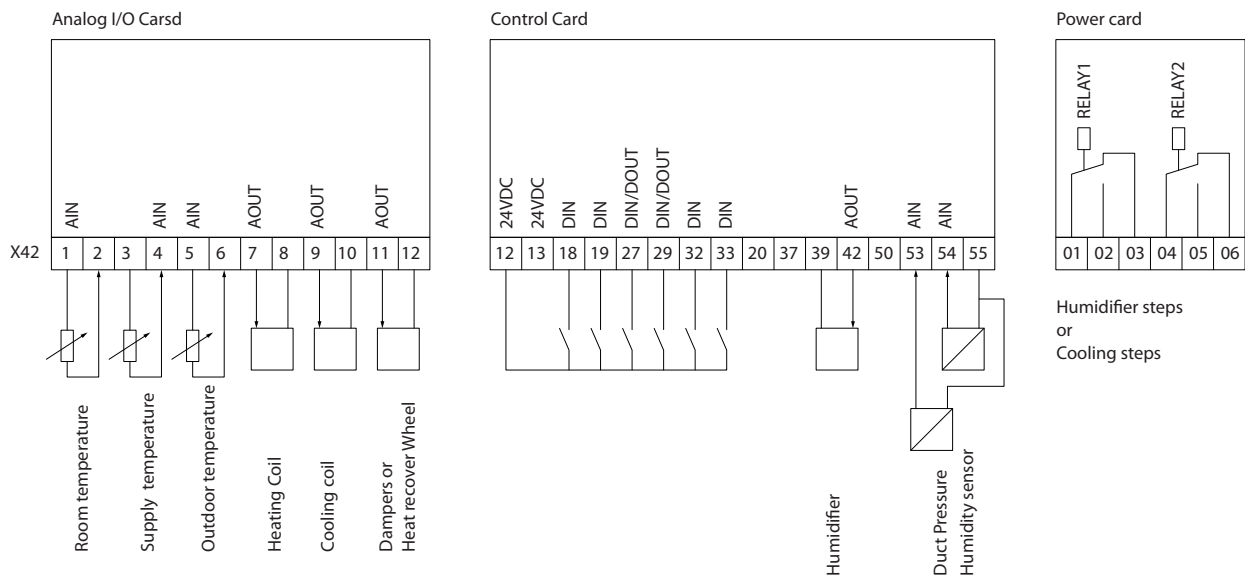 Analog I/O Carsd
Control Card
Power card
RELAY1
RELAY2
AIN
AIN
AIN
AOUT
AOUT
AOUT
24VDC
24VDC
DIN
DIN
DIN/DOUT
DIN/DOUT
DIN
DIN
AOUT
AIN
AIN
X42 1 2 3 4 5 6 7 8 9 10 11 12
12 13 18 19 27 29 32 33 20 37 39 42 50 53 54 55
01 02 03 04 05 06
Humidifier steps
or
Cooling steps
Room temperature
Supply temperature
Outdoor temperature
Heating Coil
Cooling coil
Dampers or
Heat recover Wheel
Humidifier
Duct Pressure
Humidity sensor